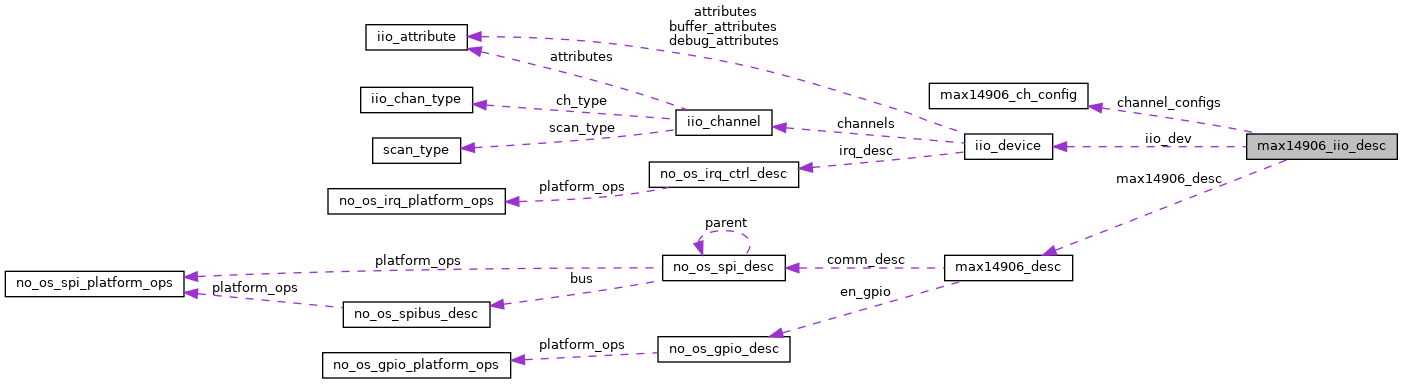 attributes
buffer_attributes
debug_attributes
iio_attribute
attributes
iio_chan_type
ch_type
max14906_ch_config
channel_configs
iio_channel
channels
scan_type
scan_type
iio_device
iio_dev
max14906_iio_desc
irq_desc
no_os_irq_ctrl_desc
max14906_desc
platform_ops
no_os_irq_platform_ops
parent
platform_ops
no_os_spi_desc
comm_desc
max14906_desc
no_os_spi_platform_ops
platform_ops
bus
en_gpio
no_os_spibus_desc
platform_ops
no_os_gpio_desc
no_os_gpio_platform_ops